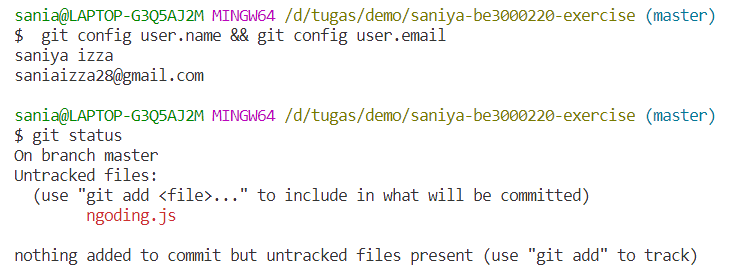 sania@LAPTOP-G3Q5AJ2M MINGW64 /d/tugas/demo/saniya-be3000220-exercise (master)
$  git config user.name && git config user.email
saniya izza
saniaizza28@gmail.com

sania@LAPTOP-G3Q5AJ2M MINGW64 /d/tugas/demo/saniya-be3000220-exercise (master)
$ git status
On branch master
Untracked files:
  (use "git add <file>..." to include in what will be committed)
        ngoding.js

nothing added to commit but untracked files present (use "git add" to track)